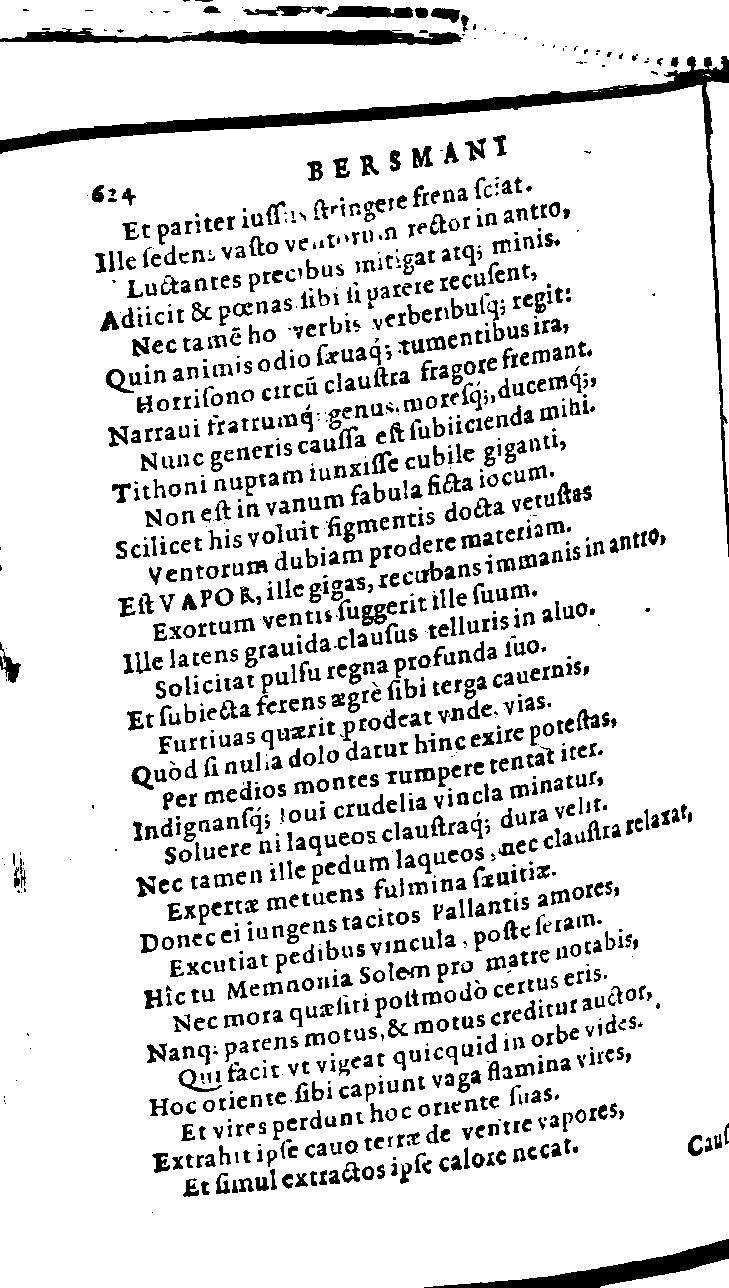 624 BERSMANI
Et pariter iussus stringere frena sciat.
Ille sedens vasto ventorum rector in antro,
Luctantes precibus mitigat atq; minis.
Adiicit & pœnas sibi si parere recusent,
Nec tamẽ ho verbis verberibusq; regit:
Quin animis odio sæuaq́; tumentibus ira,
Horrisono circũ claustra fragore fremant.
Narraui fratrumq́; genus, moresq́;, ducemq́;,
Nunc generis caussa est subiicienda mihi.
Tithoni nuptam iunxisse cubile giganti,
Non est in vanum fabula ficta iocum.
Scilicet his voluit figmentis docta vetustas
Ventorum dubiam prodere materiam.
Est VAPOR, ille gigas, recubans immanis in antro,
Exortum ventis suggerit ille suum.
Ille latens grauida clausus telluris in aluo.
Solicitat pulsu regna profunda suo.
Et subiecta ferens ægrè sibi terga cauernis,
Furtiuas quærit prodeat vnde, vias.
Quòd si nulla dolo datur hinc exire potestas,
Per medios montes rumpere tentat iter.
Indignansq́; Ioui crudelia vincla minatur,
Soluere ni laqueos claustraq́; dura velit.
Nec tamen ille pedum laqueos, nec claustra relaxat,
Expertæ metuens fulmina sæuitiæ.
Donec ei iungens tacitos Pallantis amores,
Excutiat pedibus vincula, poste seram.
Hîc tu Memnonia Solem pro matre notabis,
Nec mora quæsiti postmodò certus eris.
Nanq; parens motus, & motus creditur auctor,
Qui facit vt vigeat quicquid in orbe vides.
Hoc oriente sibi capiunt vaga flamina vires,
Et vires perdunt hoc oriente suas.
Extrahit ipse cauo terræ de ventre vapores,
Et simul extractos ipse calore necat.
Cau